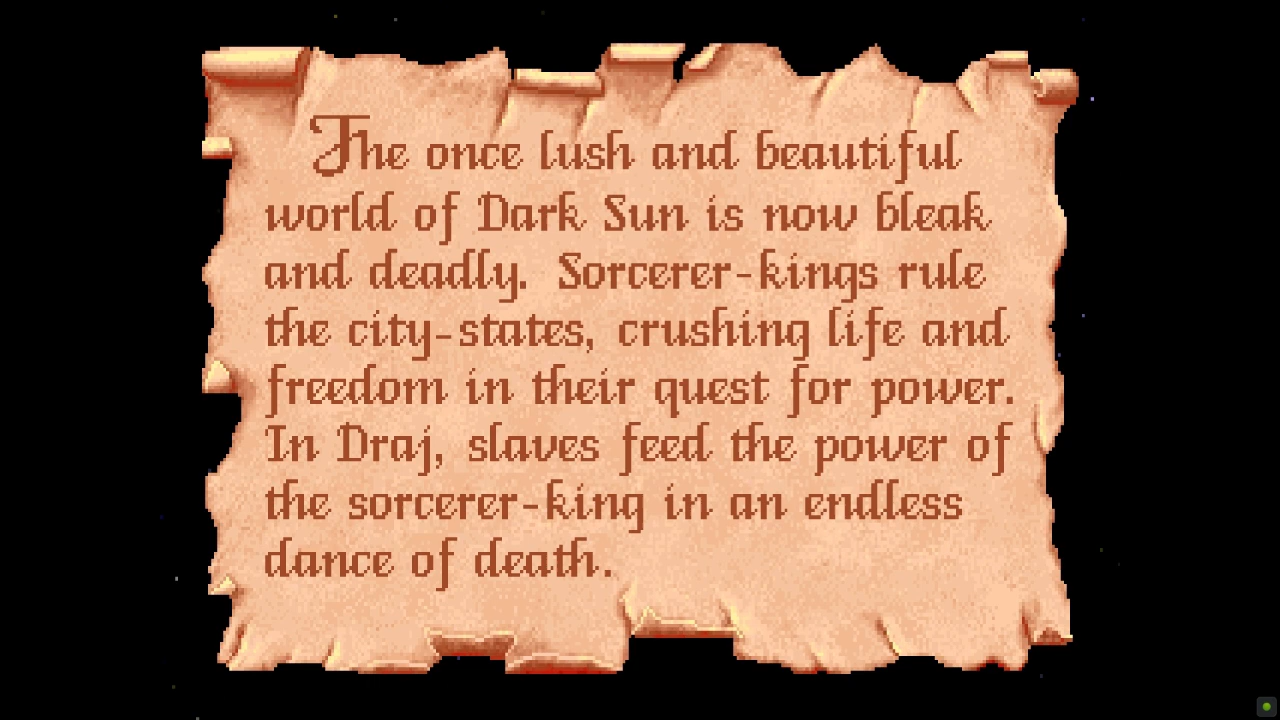 The once lush and beautiful
world of Dark Sun is now bleak
and deadly. Sorcerer-kings rule
the city-states, crushing life and
freedom in their quest for power.
In Draj, slaves feed the power of
the sorcerer-king in an endless
dance of death.